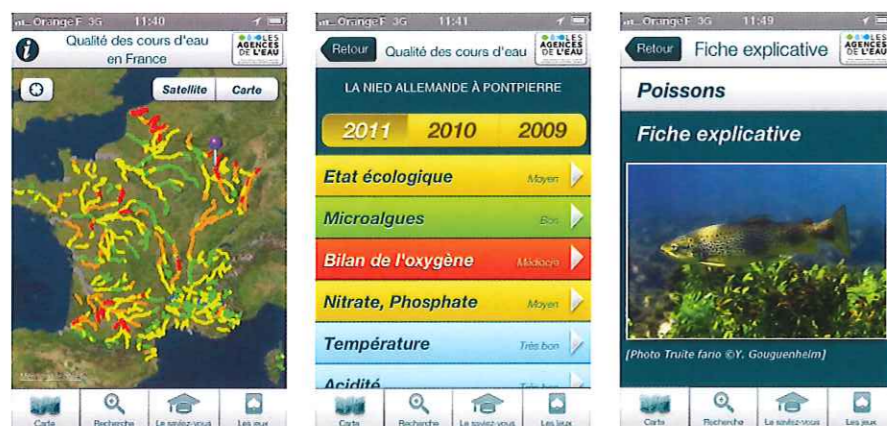 Orange F 3G 11:40
Qualité des cours d'eau
en France
LES
AGENCES
DE L'EAU
Satellite Carte
Carte Recherche Le saviez-vous Les jeux
Orange F 3G 11:41
Retour Qualité des cours d'eau
LES
AGENCES
DE L'EAU
LA NIED ALLEMANDE À PONTPIERRE
2011 2010 2009
Etat écologique Moyen
Microalgues Bon
Bilan de l'oxygène Médiocre
Nitrate, Phosphate Moyen
Température Très bon
Acidité Très bon
Carte Recherche Le saviez-vous Les jeux
Orange F 3G 11:49
Retour Fiche explicative
LES
AGENCES
DE L'EAU
Poissons
Fiche explicative
[Photo Truite fario ©Y. Gouguenheim]
Carte Recherche Le saviez-vous Les jeux